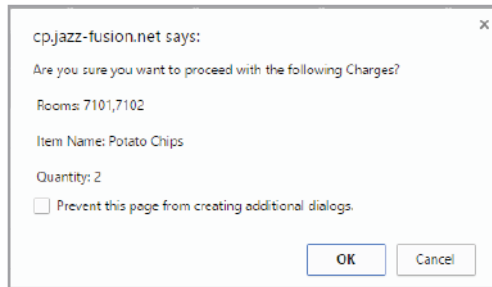 cp.jazz-fusion.net says:
Are you sure you want to proceed with the following Charges?
Rooms: 7101,7102
Item Name: Potato Chips
Quantity: 2
Prevent this page from creating additional dialogs.
OK Cancel